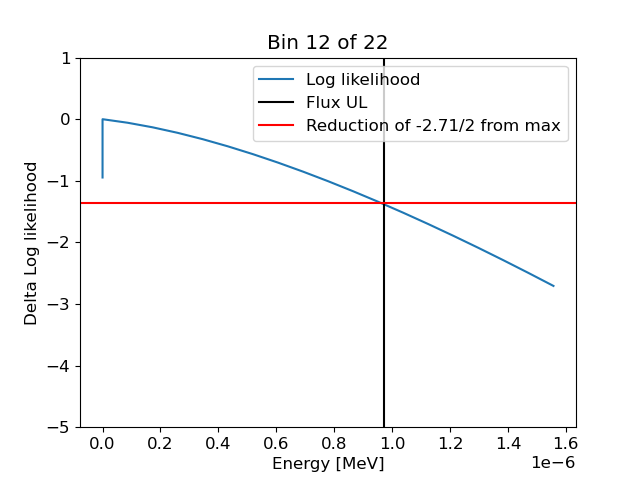 Bin 12 of 22
Log likelihood
Flux UL
Reduction of -2.71/2 from max
Delta Log likelihood
1
0
−1
−2
−3
−4
−5
0.0 0.2 0.4 0.6 0.8 1.0 1.2 1.4 1.6
1e−6
Energy [MeV]